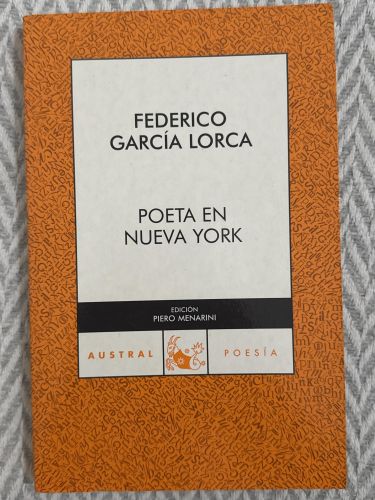 FEDERICO
GARCÍA LORCA
POETA EN
NUEVA YORK
EDICIÓN
PIERO MENARINI
AUSTRAL POESÍA